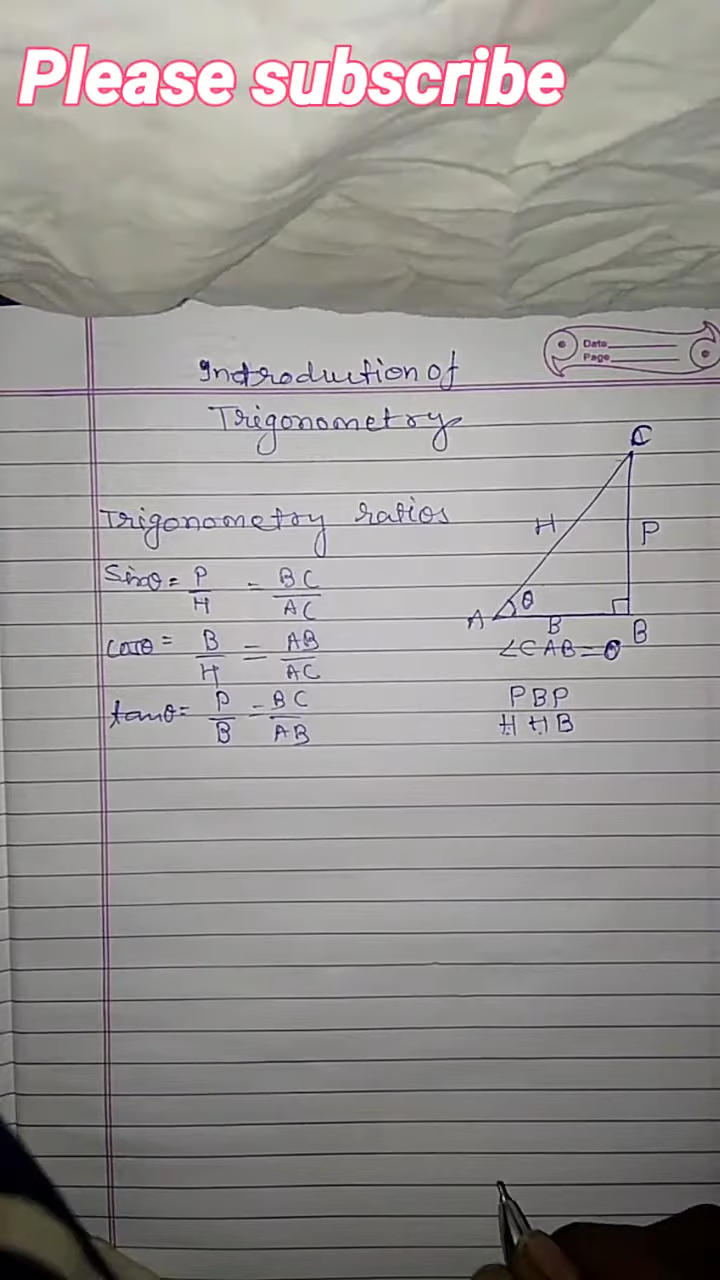 Please subscribe
Date
Page
Introduction of
Trigonometry
C
Trigonometry ratios
H
P
Sinθ = P/H = BC/AC
A
θ
B
B
cosθ = B/H = AB/AC
∠CAB = θ
tanθ = P/B = BC/AB
P B P
H H B